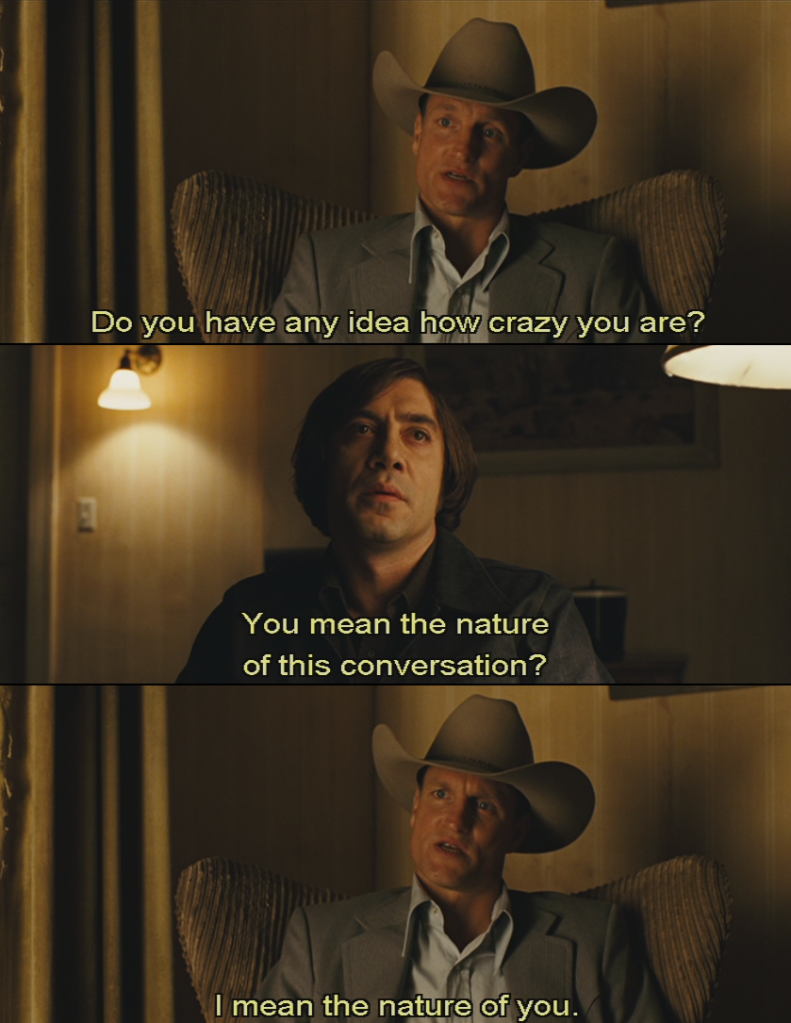 Do you have any idea how crazy you are?
You mean the nature
of this conversation?
I mean the nature of you.